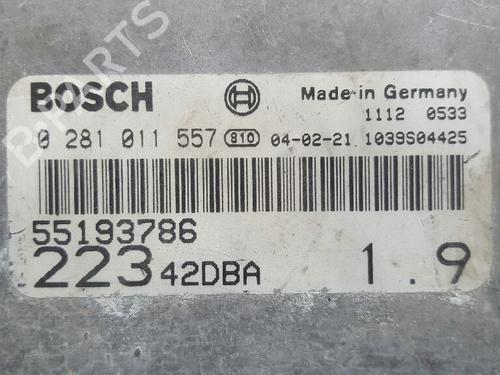 PARTS
BOSCH
Made in Germany
1112 0533
0 281 011 557 810 04-02-21 1039S04425
55193786
223 42DBA 1.9